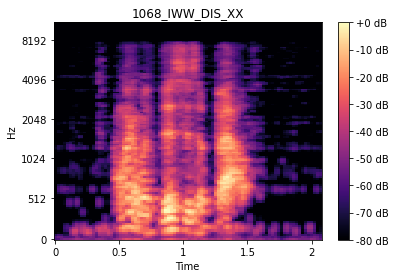 1068_IWW_DIS_XX
+0 dB
8192
-10 dB
4096
-20 dB
-30 dB
2048
Hz
-40 dB
1024
-50 dB
512
-60 dB
-70 dB
0
-80 dB
0 0.5 1 1.5 2
Time